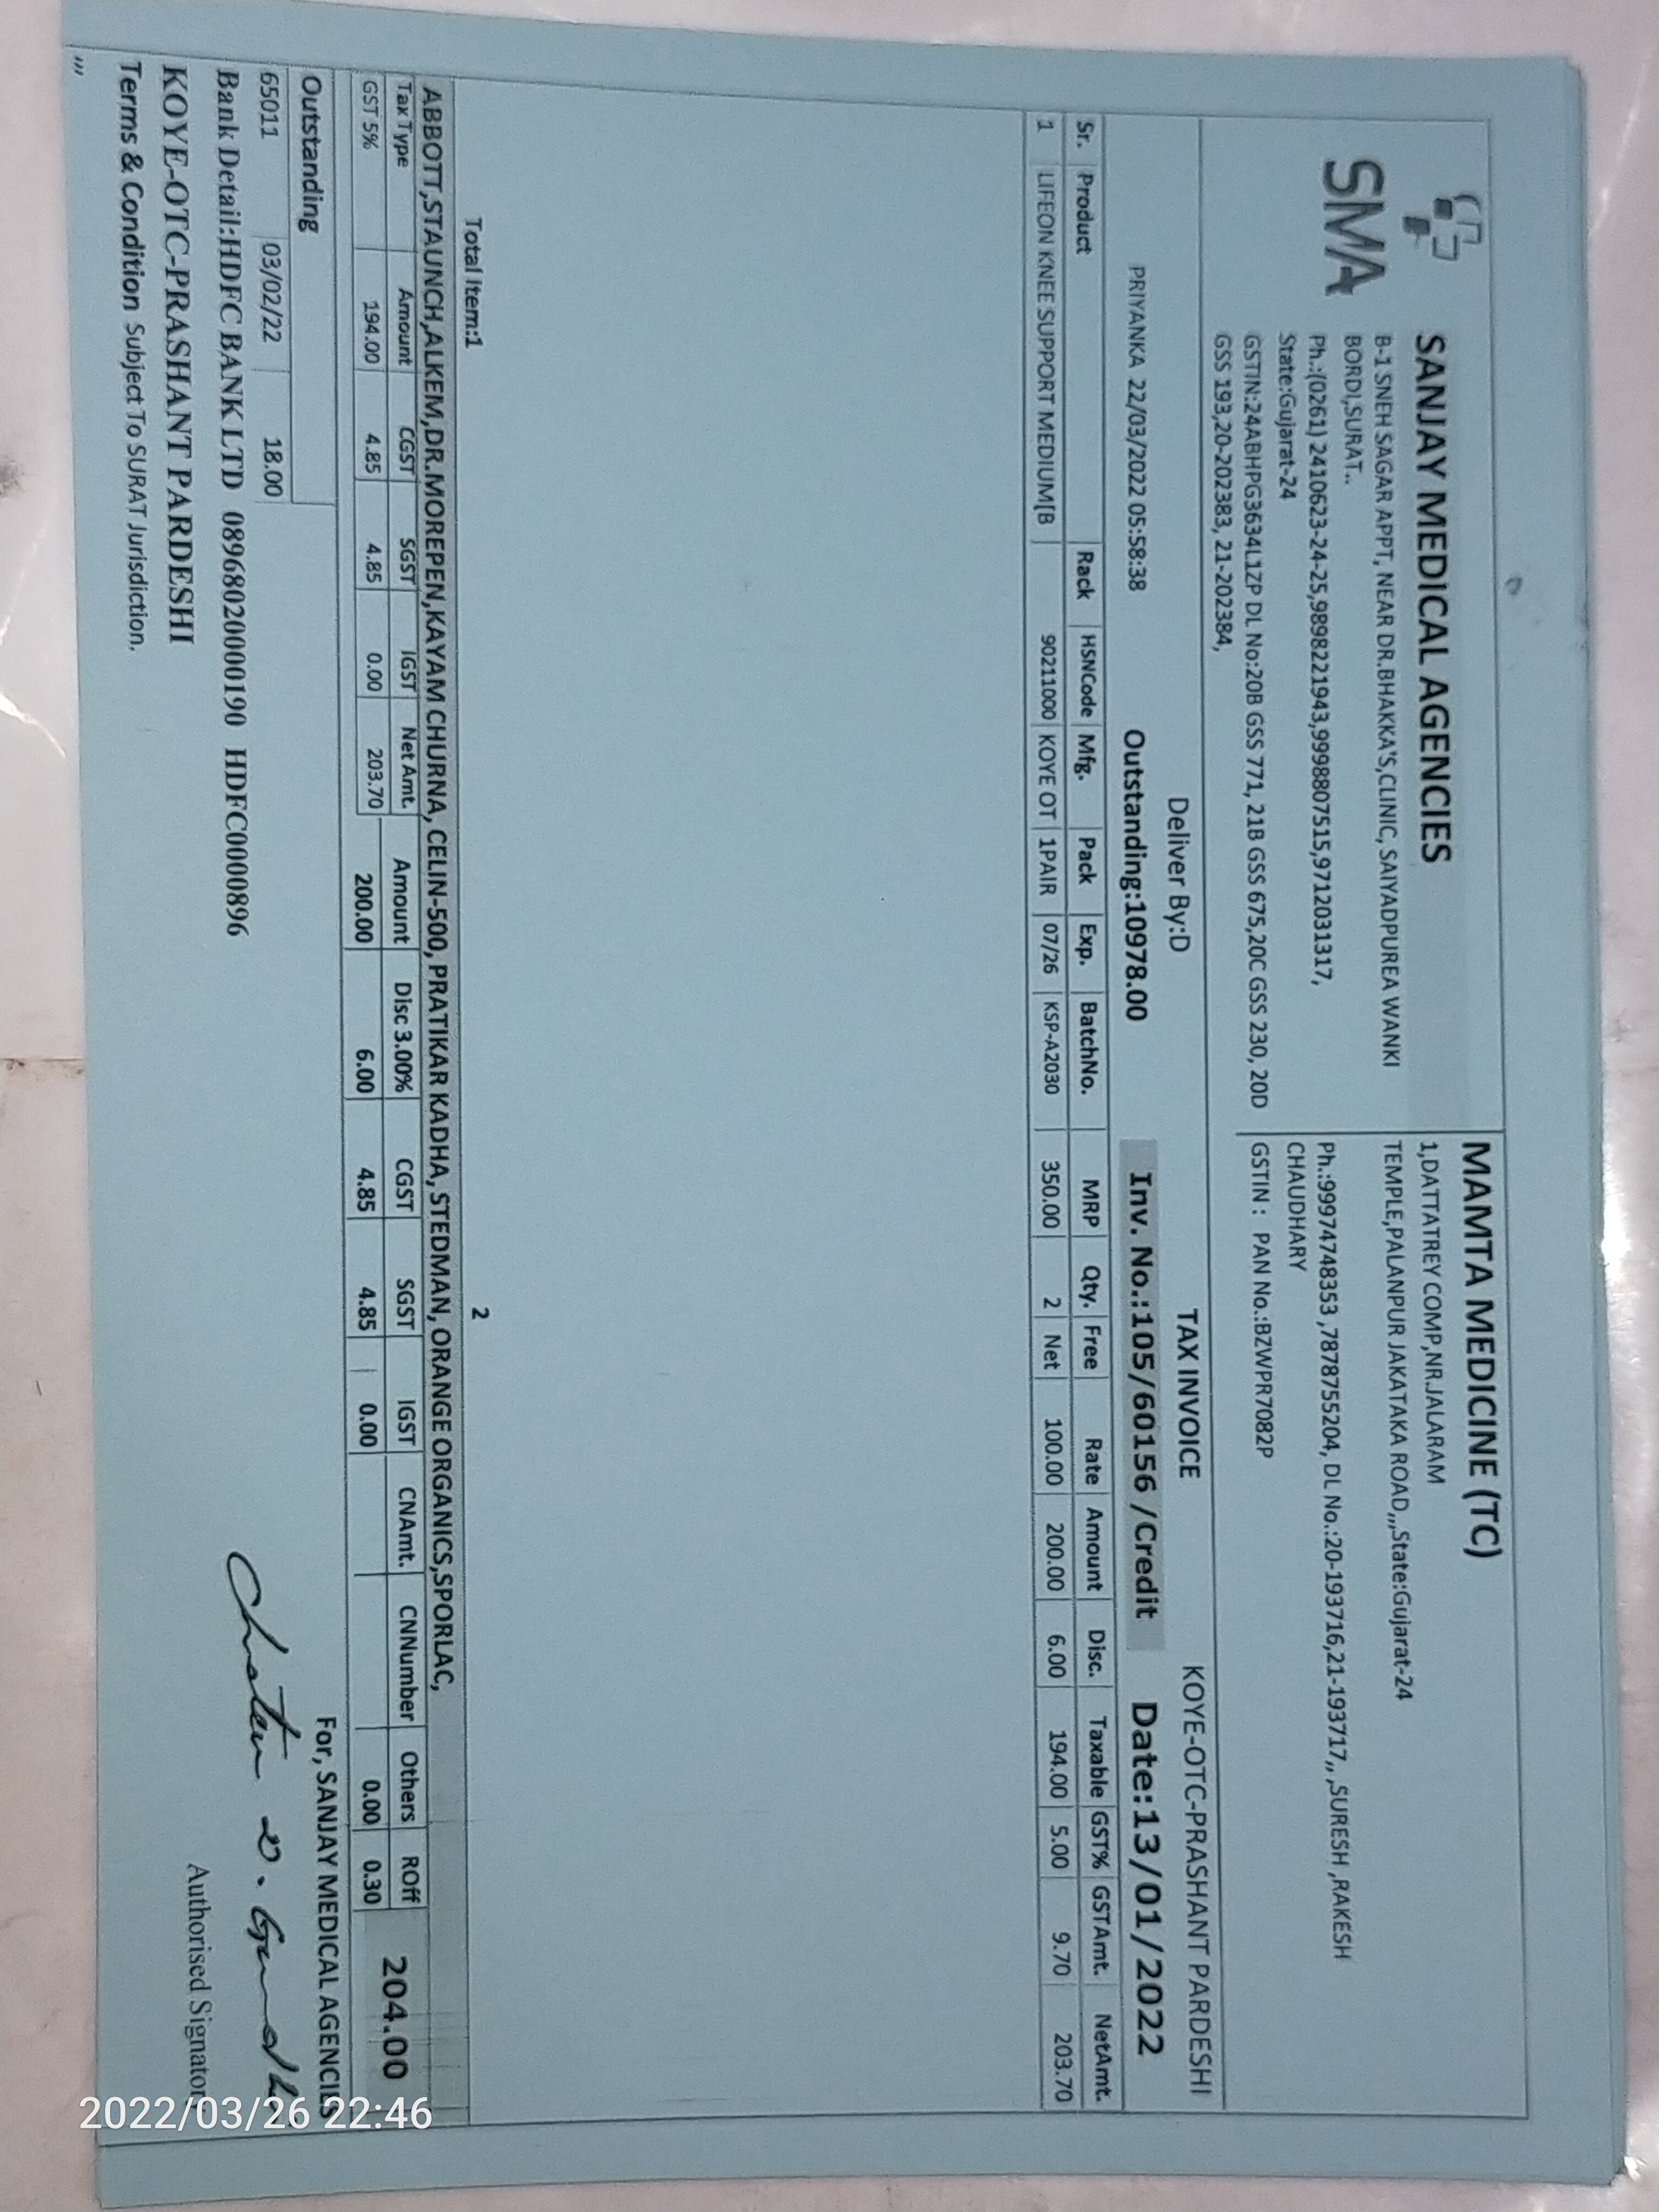 SMA
SANJAY MEDICAL AGENCIES
B-1 SNEH SAGAR APPT, NEAR DR.BHAKKA'S,CLINIC, SAIYADPUREA WANKI
BORDI,SURAT..
Ph.:(0261) 2410623-24-25,9898221943,9998807515,9712031317,
State:Gujarat-24
GSTIN:24ABHPG3634L1ZP DL No:20B GSS 771, 21B GSS 675,20C GSS 230, 20D
GSS 193,20-202383, 21-202384,
MAMTA MEDICINE (TC)
1,DATTATREY COMP,NR.JALARAM
TEMPLE,PALANPUR JAKATAKA ROAD,,,State:Gujarat-24
Ph.:99974748353 ,7878755204, DL No.:20-193716,21-193717,, ,SURESH ,RAKESH
CHAUDHARY
GSTIN : PAN No.:BZWPR7082P
Deliver By:D TAX INVOICE KOYE-OTC-PRASHANT PARDESHI
PRIYANKA 22/03/2022 05:58:38 Outstanding:10978.00 Inv. No.:105/60156 /Credit Date:13/01/2022
Sr. Product Rack HSNCode Mfg. Pack Exp. BatchNo. MRP Qty. Free Rate Amount Disc. Taxable GST% GSTAmt. NetAmt.
1 LIFEON KNEE SUPPORT MEDIUM[B 90211000 KOYE OT 1PAIR 07/26 KSP-A2030 350.00 2 Net 100.00 200.00 6.00 194.00 5.00 9.70 203.70
Total Item:1 2
ABBOTT,STAUNCH,ALKEM,DR.MOREPEN,KAYAM CHURNA, CELIN-500, PRATIKAR KADHA, STEDMAN, ORANGE ORGANICS,SPORLAC,
Tax Type Amount CGST SGST IGST Net Amt. Amount Disc 3.00% CGST SGST IGST CNAmt. CNNumber Others ROff
GST 5% 194.00 4.85 4.85 0.00 203.70 200.00 6.00 4.85 4.85 0.00 0.00 0.30 204.00
Outstanding
65011 03/02/22 18.00
For, SANJAY MEDICAL AGENCIES
Bank Detail:HDFC BANK LTD 08968020000190 HDFC0000896
KOYE-OTC-PRASHANT PARDESHI
Authorised Signatory
Terms & Condition Subject To SURAT Jurisdiction.
,,,
2022/03/26 22:46